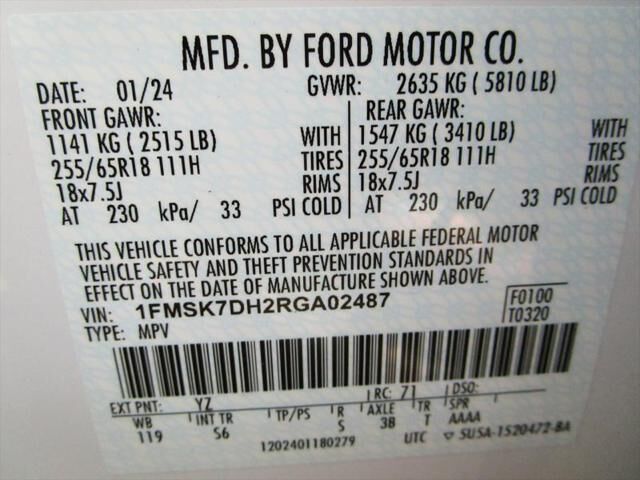 MFD. BY FORD MOTOR CO.
DATE: 01/24 GVWR: 2635 KG ( 5810 LB)
FRONT GAWR: REAR GAWR:
1141 KG ( 2515 LB) WITH 1547 KG ( 3410 LB) WITH
255/65R18 111H TIRES 255/65R18 111H TIRES
18x7.5J RIMS 18x7.5J RIMS
AT 230 kPa/ 33 PSI COLD AT 230 kPa/ 33 PSI COLD
THIS VEHICLE CONFORMS TO ALL APPLICABLE FEDERAL MOTOR
VEHICLE SAFETY AND THEFT PREVENTION STANDARDS IN
EFFECT ON THE DATE OF MANUFACTURE SHOWN ABOVE.
VIN: 1FMSK7DH2RGA02487 F0100
TYPE: MPV T0320
EXT PNT: YZ RC: 71 DSO:
WB INT TR TP/PS R AXLE TR SPR
119 S6 S 38 T AAAA
1202401180279 UTC ▽ SU5A-1520472-BA